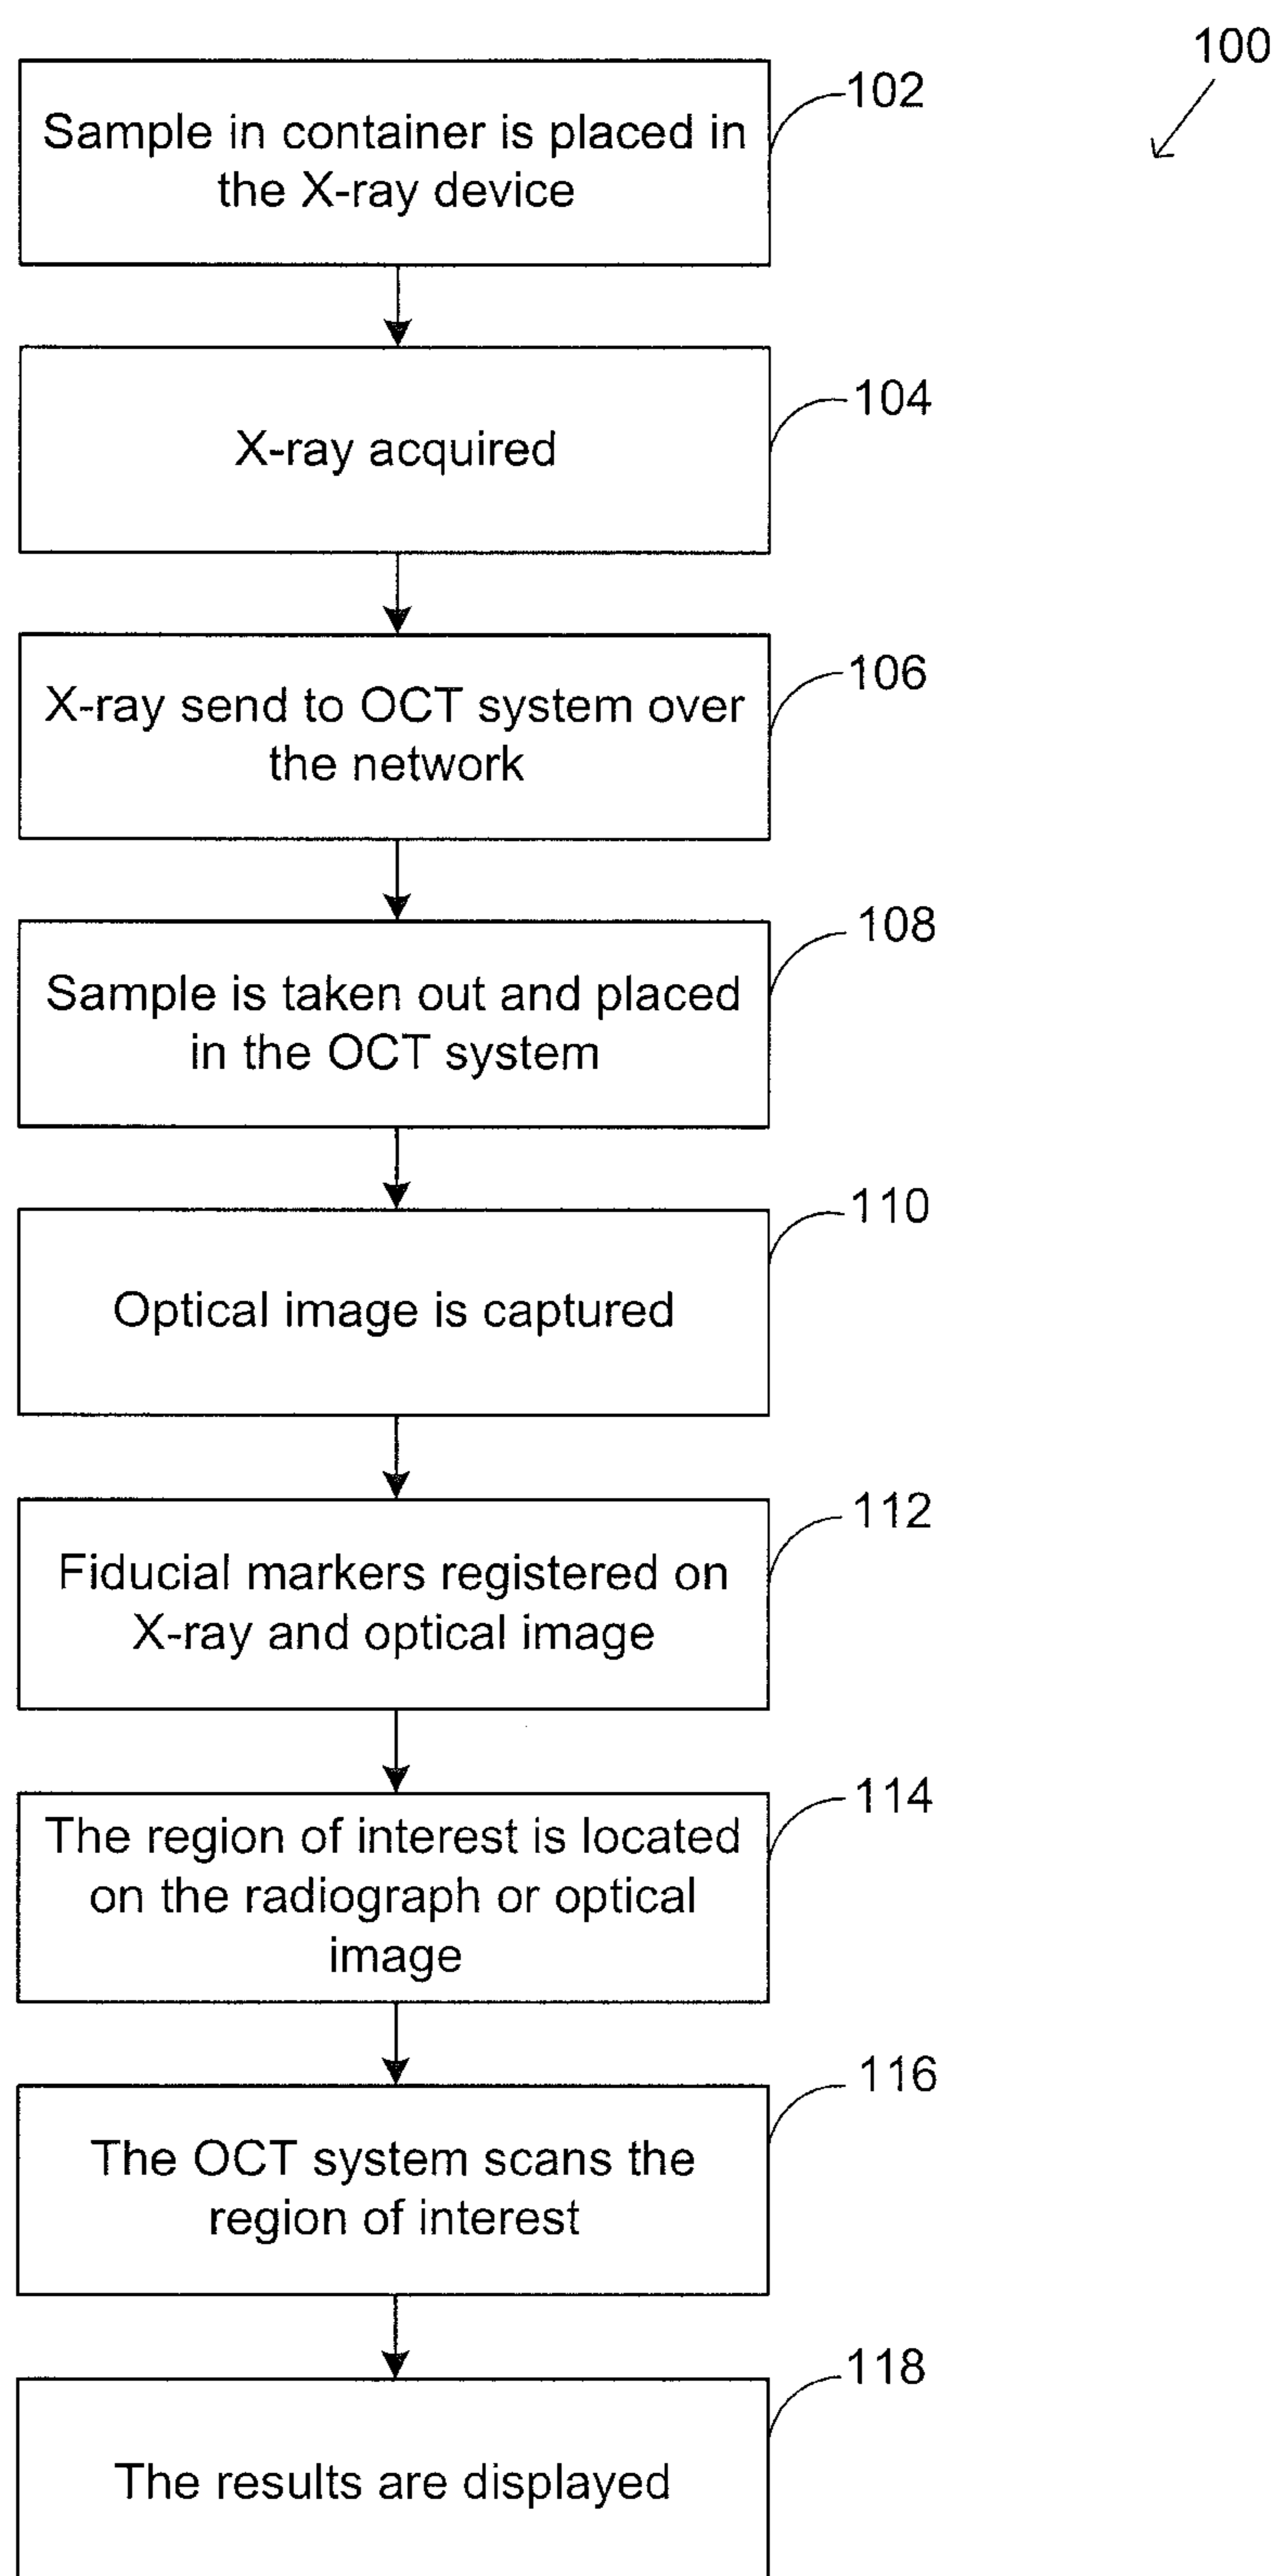 100
102
Sample in container is placed in
the X-ray device
104
X-ray acquired
106
X-ray send to OCT system over
the network
108
Sample is taken out and placed
in the OCT system
110
Optical image is captured
112
Fiducial markers registered on
X-ray and optical image
114
The region of interest is located
on the radiograph or optical
image
116
The OCT system scans the
region of interest
118
The results are displayed